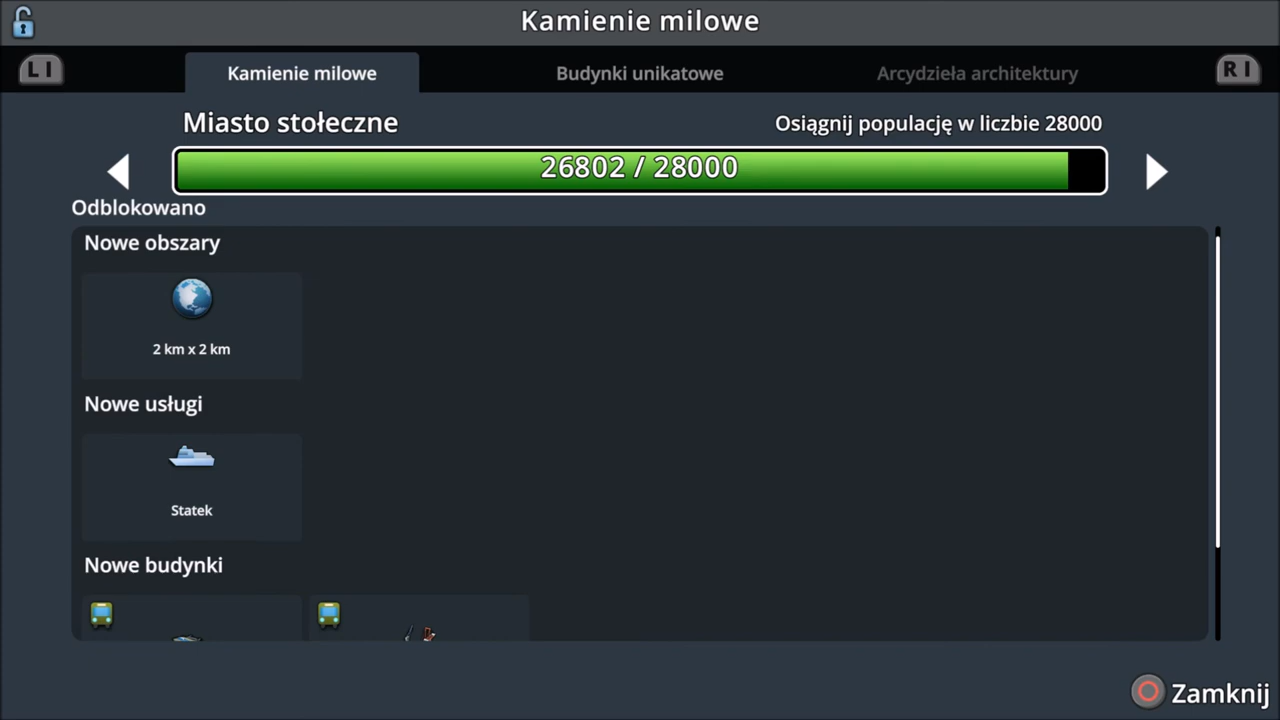 Kamienie milowe
L1
Kamienie milowe
Budynki unikatowe
Arcydzieła architektury
R1
Miasto stołeczne
Osiągnij populację w liczbie 28000
26802 / 28000
Odblokowano
Nowe obszary
2 km x 2 km
Nowe usługi
Statek
Nowe budynki
Zamknij